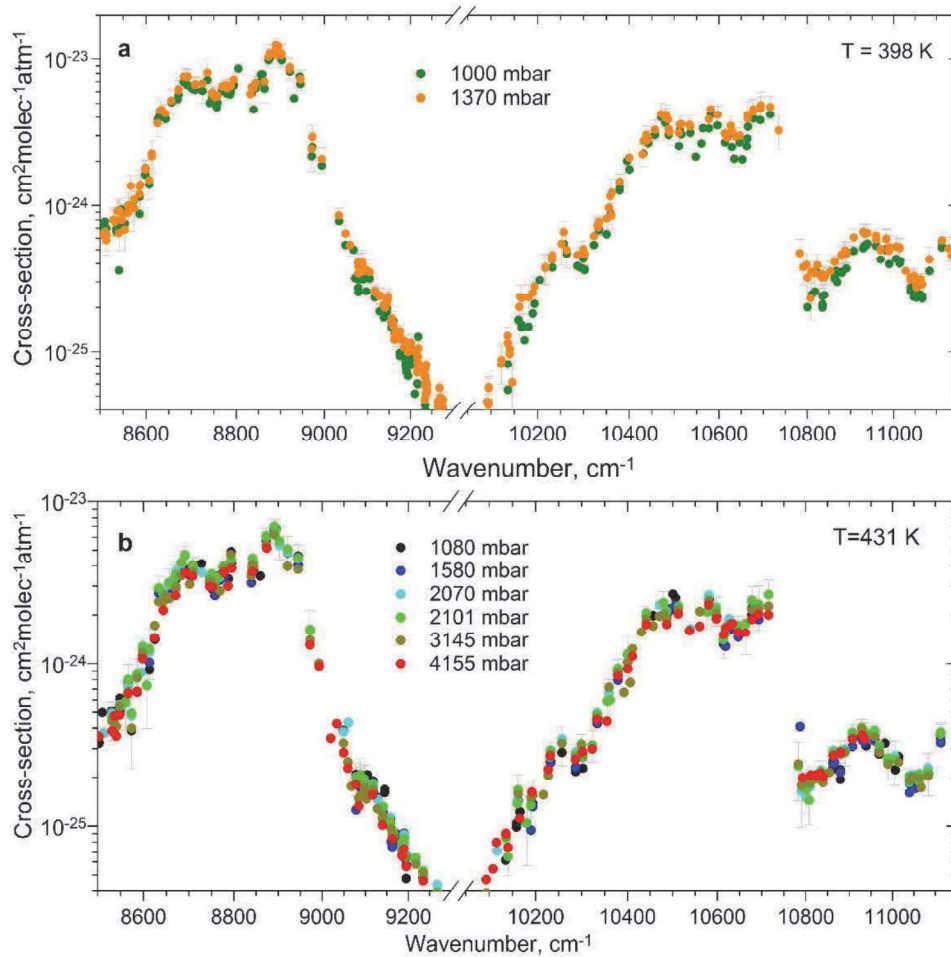 a
T = 398 K
1000 mbar
1370 mbar
10⁻²³
10⁻²⁴
10⁻²⁵
Cross-section, cm²molec⁻¹atm⁻¹
8600 8800 9000 9200 10200 10400 10600 10800 11000
Wavenumber, cm⁻¹
b
T=431 K
1080 mbar
1580 mbar
2070 mbar
2101 mbar
3145 mbar
4155 mbar
10⁻²³
10⁻²⁴
10⁻²⁵
Cross-section, cm²molec⁻¹atm⁻¹
8600 8800 9000 9200 10200 10400 10600 10800 11000
Wavenumber, cm⁻¹